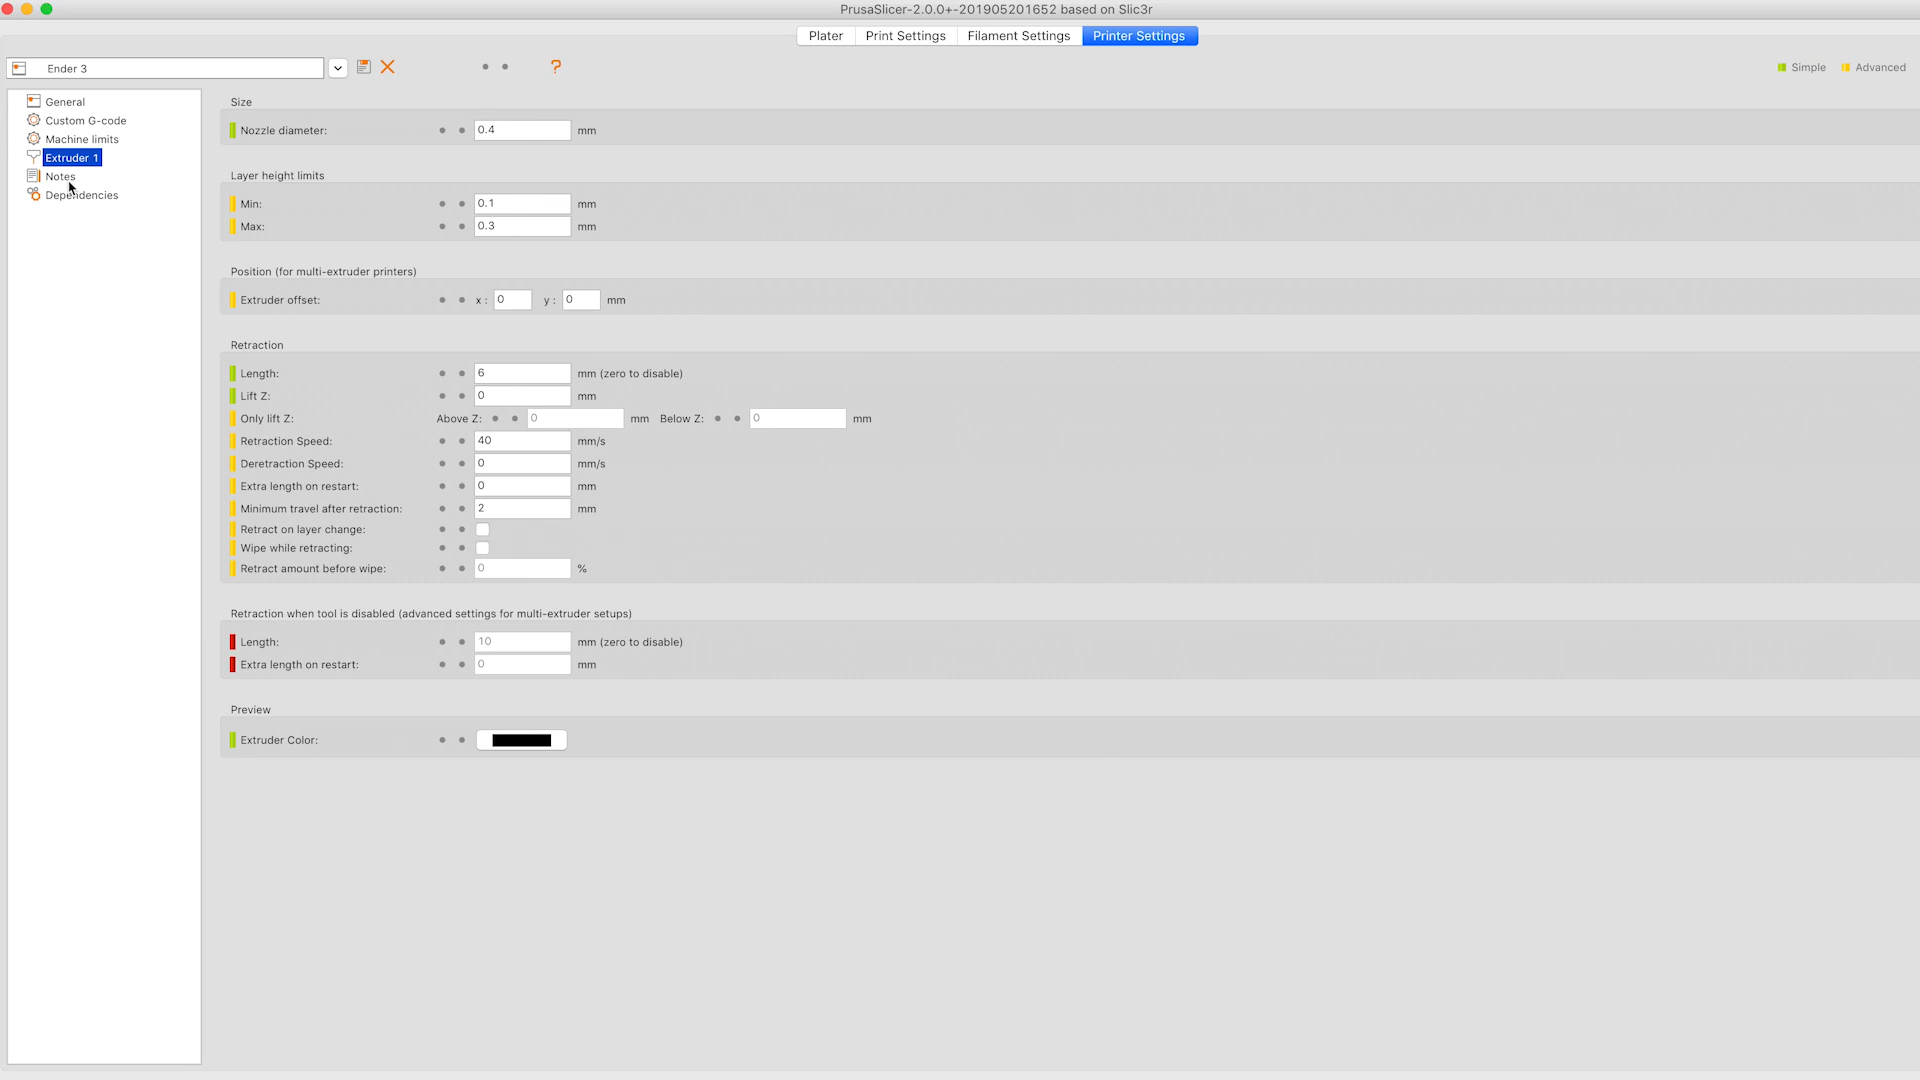 PrusaSlicer-2.0.0+-201905201652 based on Slic3r
Plater Print Settings Filament Settings Printer Settings
Ender 3 ? Simple Advanced
General
Custom G-code
Machine limits
Extruder 1
Notes
Dependencies
Size
Nozzle diameter: 0.4 mm
Layer height limits
Min: 0.1 mm
Max: 0.3 mm
Position (for multi-extruder printers)
Extruder offset: x : 0 y : 0 mm
Retraction
Length: 6 mm (zero to disable)
Lift Z: 0 mm
Only lift Z: Above Z: 0 mm Below Z: 0 mm
Retraction Speed: 40 mm/s
Deretraction Speed: 0 mm/s
Extra length on restart: 0 mm
Minimum travel after retraction: 2 mm
Retract on layer change:
Wipe while retracting:
Retract amount before wipe: 0 %
Retraction when tool is disabled (advanced settings for multi-extruder setups)
Length: 10 mm (zero to disable)
Extra length on restart: 0 mm
Preview
Extruder Color: